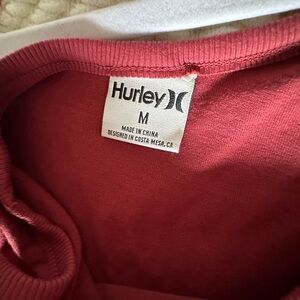 Hurley
M
MADE IN CHINA
DESIGNED IN COSTA MESA, CA